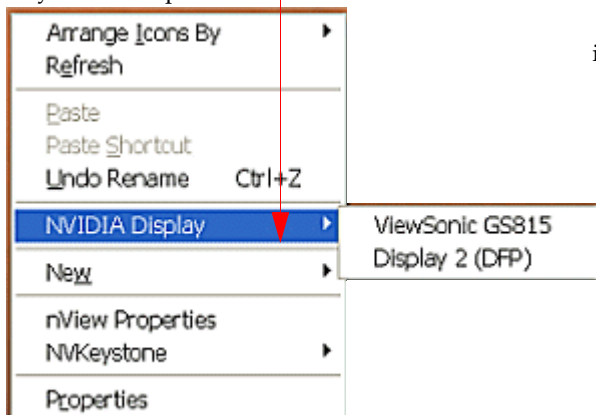 Arrange Icons By
Refresh
Paste
Paste Shortcut
Undo Rename Ctrl+Z
NVIDIA Display
ViewSonic GS815
Display 2 (DFP)
New
nView Properties
NVKeystone
Properties